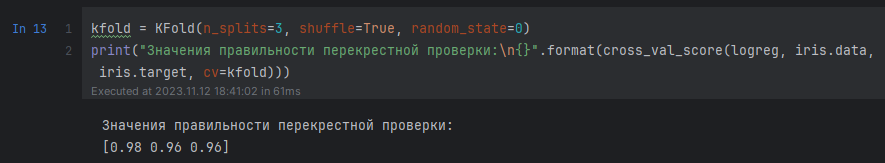 In 13 1 kfold = KFold(n_splits=3, shuffle=True, random_state=0)
2 print("Значения правильности перекрестной проверки:\n{}".format(cross_val_score(logreg, iris.data,
iris.target, cv=kfold)))
Executed at 2023.11.12 18:41:02 in 61ms
Значения правильности перекрестной проверки:
[0.98 0.96 0.96]